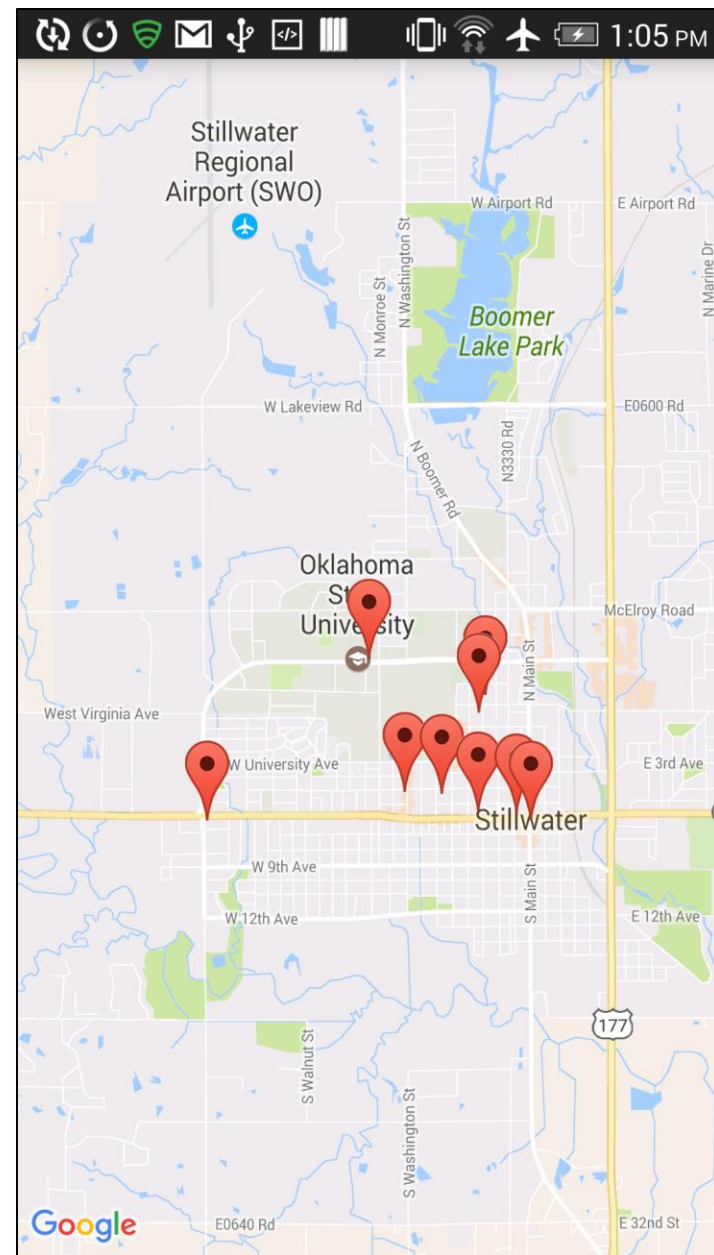 1:05 PM
Stillwater
Regional
Airport (SWO)
W Airport Rd
E Airport Rd
N Marine Dr
N Washington St
N Monroe St
Boomer
Lake Park
W Lakeview Rd
E0600 Rd
N3330 Rd
N Boomer Rd
Oklahoma
University
McElroy Road
N Main St
West Virginia Ave
W University Ave
E 3rd Ave
Stillwater
W 9th Ave
S Main St
W 12th Ave
E 12th Ave
177
S Walnut St
S Washington St
Google
E0640 Rd
E 32nd St